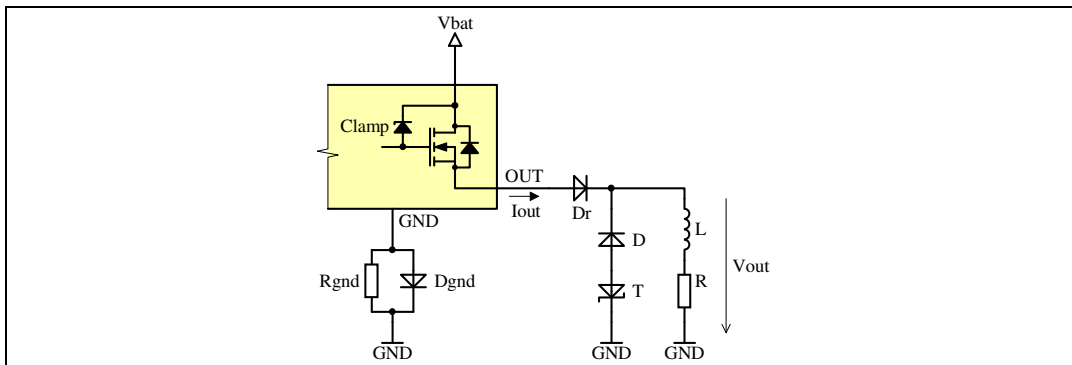 Vbat
Clamp
OUT
Iout
Dr
GND
D
L
Rgnd
Dgnd
T
R
Vout
GND
GND
GND